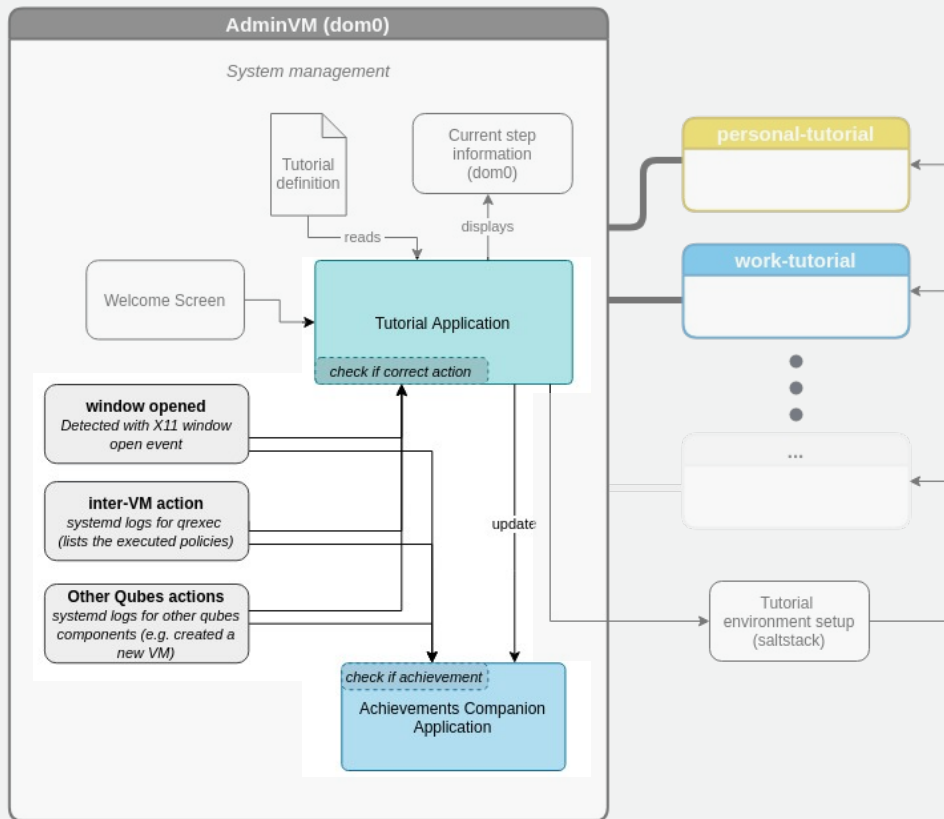 AdminVM (dom0)
System management
Tutorial
definition
Current step
information
(dom0)
reads
displays
Welcome Screen
Tutorial Application
check if correct action
window opened
Detected with X11 window
open event
inter-VM action
systemd logs for qrexec
(lists the executed policies)
Other Qubes actions
systemd logs for other qubes
components (e.g. created a
new VM)
update
check if achievement
Achievements Companion
Application
personal-tutorial
work-tutorial
...
Tutorial
environment setup
(saltstack)